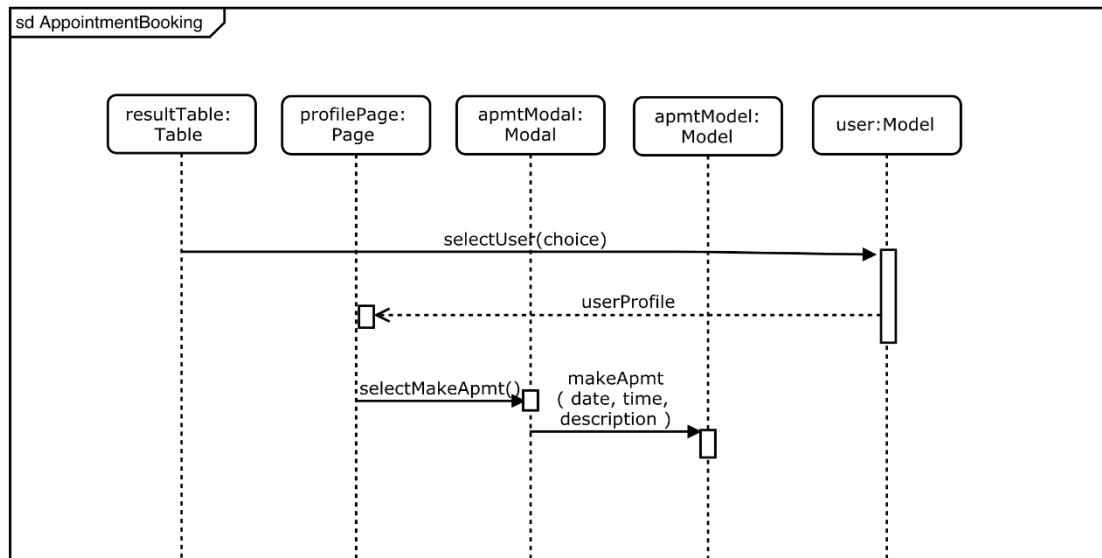 sd AppointmentBooking
resultTable:
Table
profilePage:
Page
apmtModal:
Modal
apmtModel:
Model
user:Model
selectUser(choice)
userProfile
selectMakeApmt()
makeApmt
( date, time,
description )